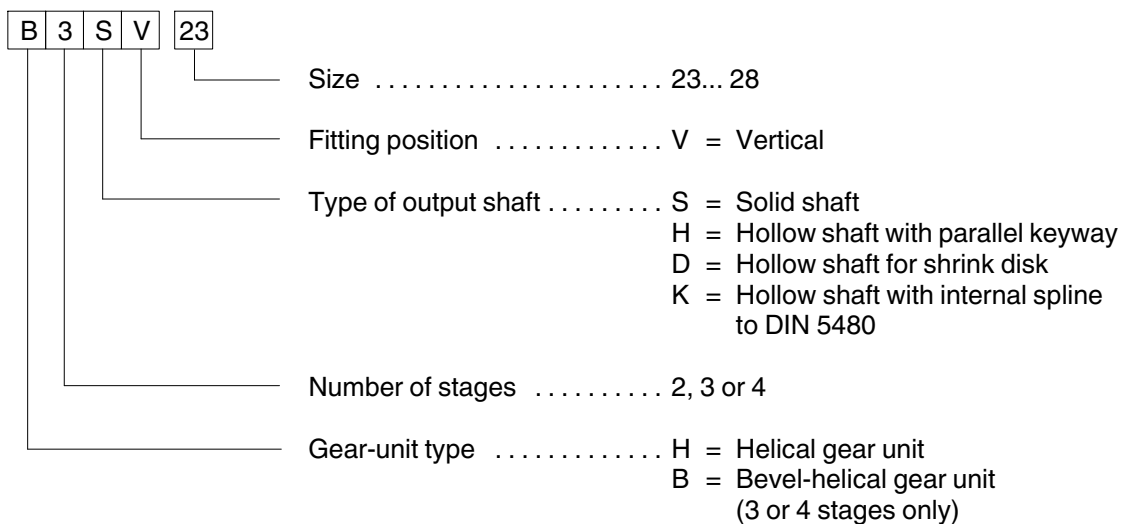 B 3 S V 23
Size ...................... 23... 28
Fitting position ............. V = Vertical
Type of output shaft ......... S = Solid shaft
H = Hollow shaft with parallel keyway
D = Hollow shaft for shrink disk
K = Hollow shaft with internal spline
to DIN 5480
Number of stages .......... 2, 3 or 4
Gear-unit type ............. H = Helical gear unit
B = Bevel-helical gear unit
(3 or 4 stages only)